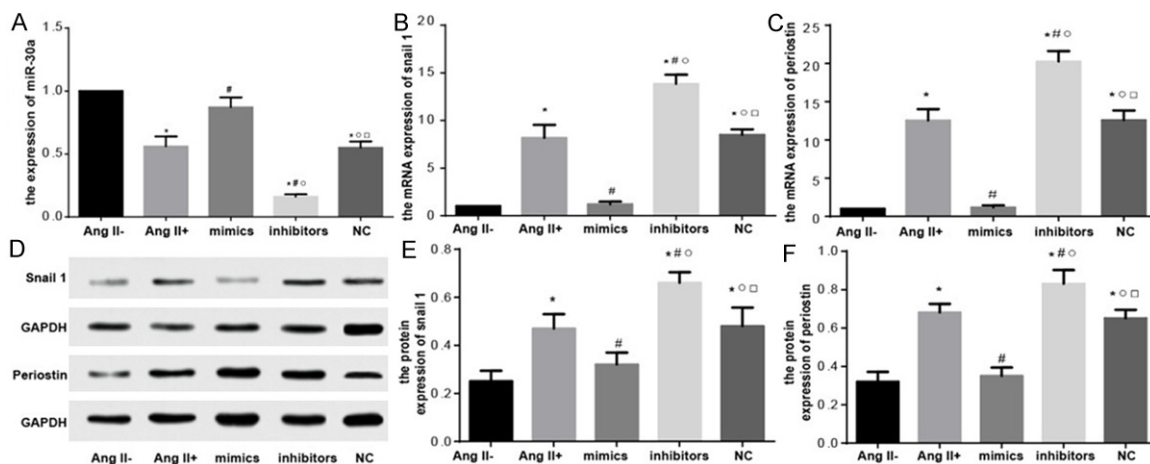 A
the expression of miR-30a
1.0
0.5
0.0
*
#
*#○
*○□
Ang II-
Ang II+
mimics
inhibitors
NC
B
the mRNA expression of snail 1
20
15
10
5
0
*
#
*#○
*○□
Ang II-
Ang II+
mimics
inhibitors
NC
C
the mRNA expression of periostin
25
20
15
10
5
0
*
#
*#○
*○□
Ang II-
Ang II+
mimics
inhibitors
NC
D
Snail 1
GAPDH
Periostin
GAPDH
Ang II-
Ang II+
mimics
inhibitors
NC
E
the protein
expression of snail 1
0.8
0.6
0.4
0.2
0.0
*
#
*#○
*○□
Ang II-
Ang II+
mimics
inhibitors
NC
F
the protein
expression of periostin
1.0
0.8
0.6
0.4
0.2
0.0
*
#
*#○
*○□
Ang II-
Ang II+
mimics
inhibitors
NC